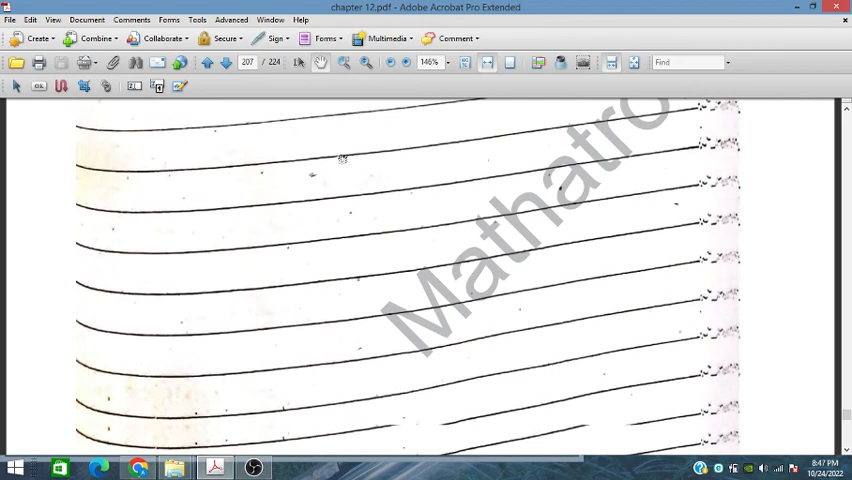 chapter 12.pdf - Adobe Acrobat Pro Extended
File Edit View Document Comments Forms Tools Advanced Window Help
Create Combine Collaborate Secure Sign Forms Multimedia Comment
207 / 224 146% Find
Mathatro
8:47 PM
10/24/2022